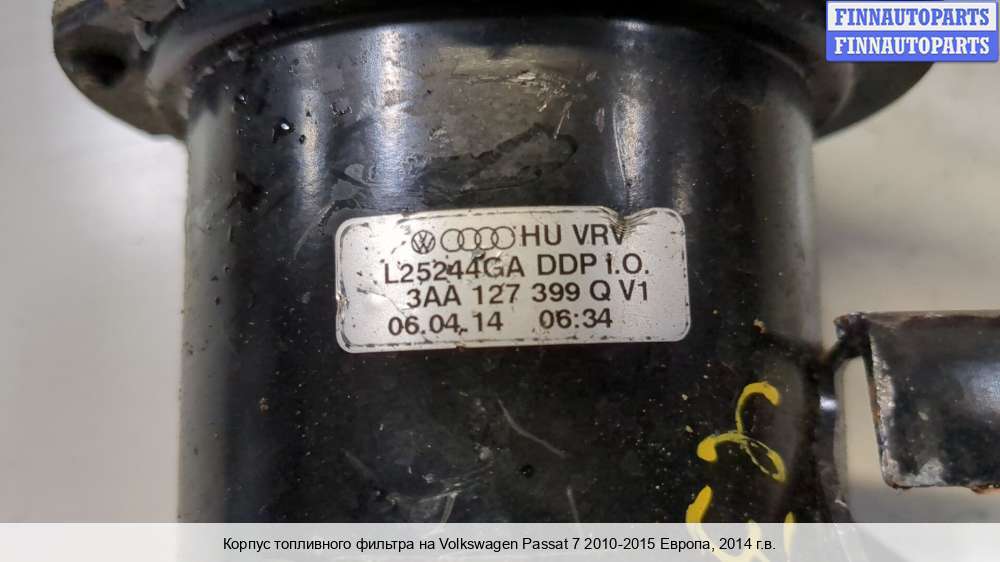 FINNAUTOPARTS
FINNAUTOPARTS
HU VRV
L25244GA DDP I.O.
3AA 127 399 Q V1
06.04.14 06:34
Корпус топливного фильтра на Volkswagen Passat 7 2010-2015 Европа, 2014 г.в.